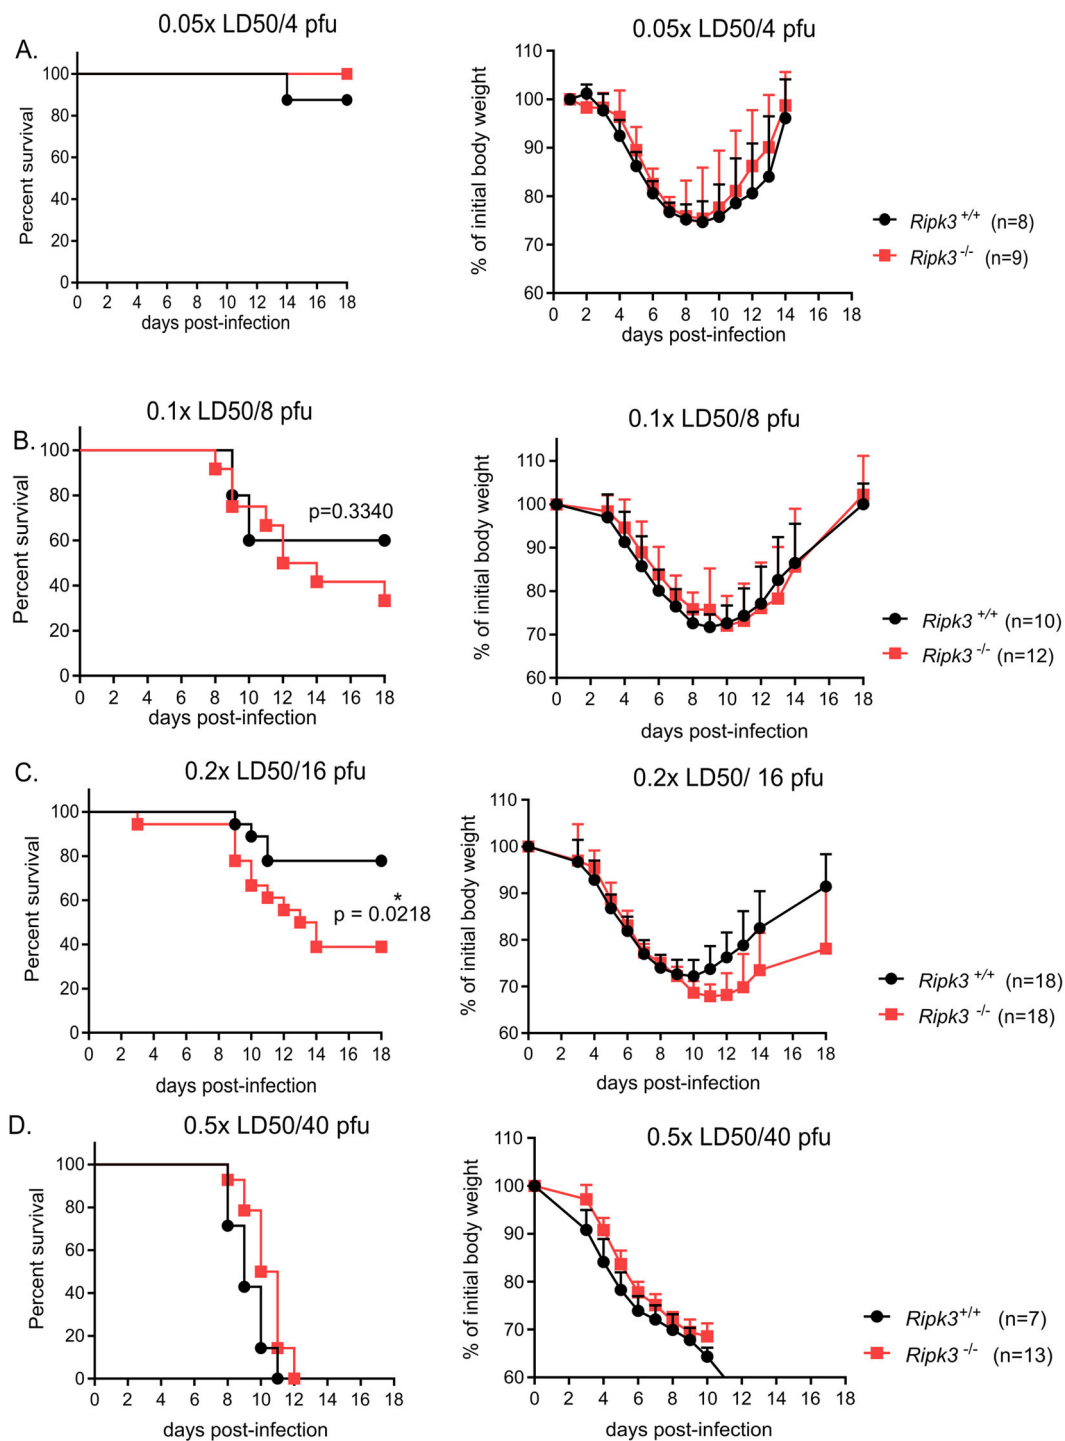 A.
0.05x LD50/4 pfu
Percent survival
100
80
60
40
20
0
0 2 4 6 8 10 12 14 16 18
days post-infection
0.05x LD50/4 pfu
% of initial body weight
110
100
90
80
70
60
0 2 4 6 8 10 12 14 16 18
days post-infection
Ripk3 +/+ (n=8)
Ripk3 -/- (n=9)
B.
0.1x LD50/8 pfu
Percent survival
100
80
60
40
20
0
p=0.3340
0 2 4 6 8 10 12 14 16 18
days post-infection
0.1x LD50/8 pfu
% of initial body weight
110
100
90
80
70
60
0 2 4 6 8 10 12 14 16 18
days post-infection
Ripk3 +/+ (n=10)
Ripk3 -/- (n=12)
C.
0.2x LD50/16 pfu
Percent survival
100
80
60
40
20
0
*
p = 0.0218
0 2 4 6 8 10 12 14 16 18
days post-infection
0.2x LD50/ 16 pfu
% of initial body weight
110
100
90
80
70
60
0 2 4 6 8 10 12 14 16 18
days post-infection
Ripk3 +/+ (n=18)
Ripk3 -/- (n=18)
D.
0.5x LD50/40 pfu
Percent survival
100
80
60
40
20
0
0 2 4 6 8 10 12 14 16 18
days post-infection
0.5x LD50/40 pfu
% of initial body weight
110
100
90
80
70
60
0 2 4 6 8 10 12 14 16 18
days post-infection
Ripk3+/+ (n=7)
Ripk3 -/- (n=13)